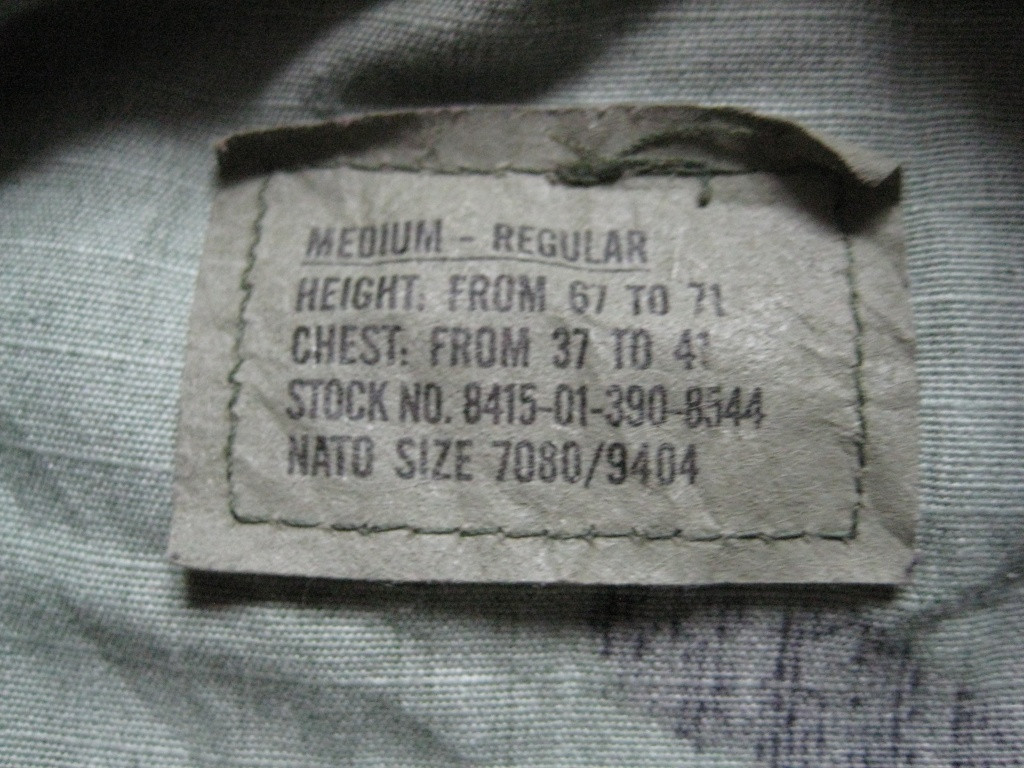 MEDIUM - REGULAR
HEIGHT: FROM 67 TO 71
CHEST: FROM 37 TO 41
STOCK NO. 8415-01-390-8544
NATO SIZE 7080/9404